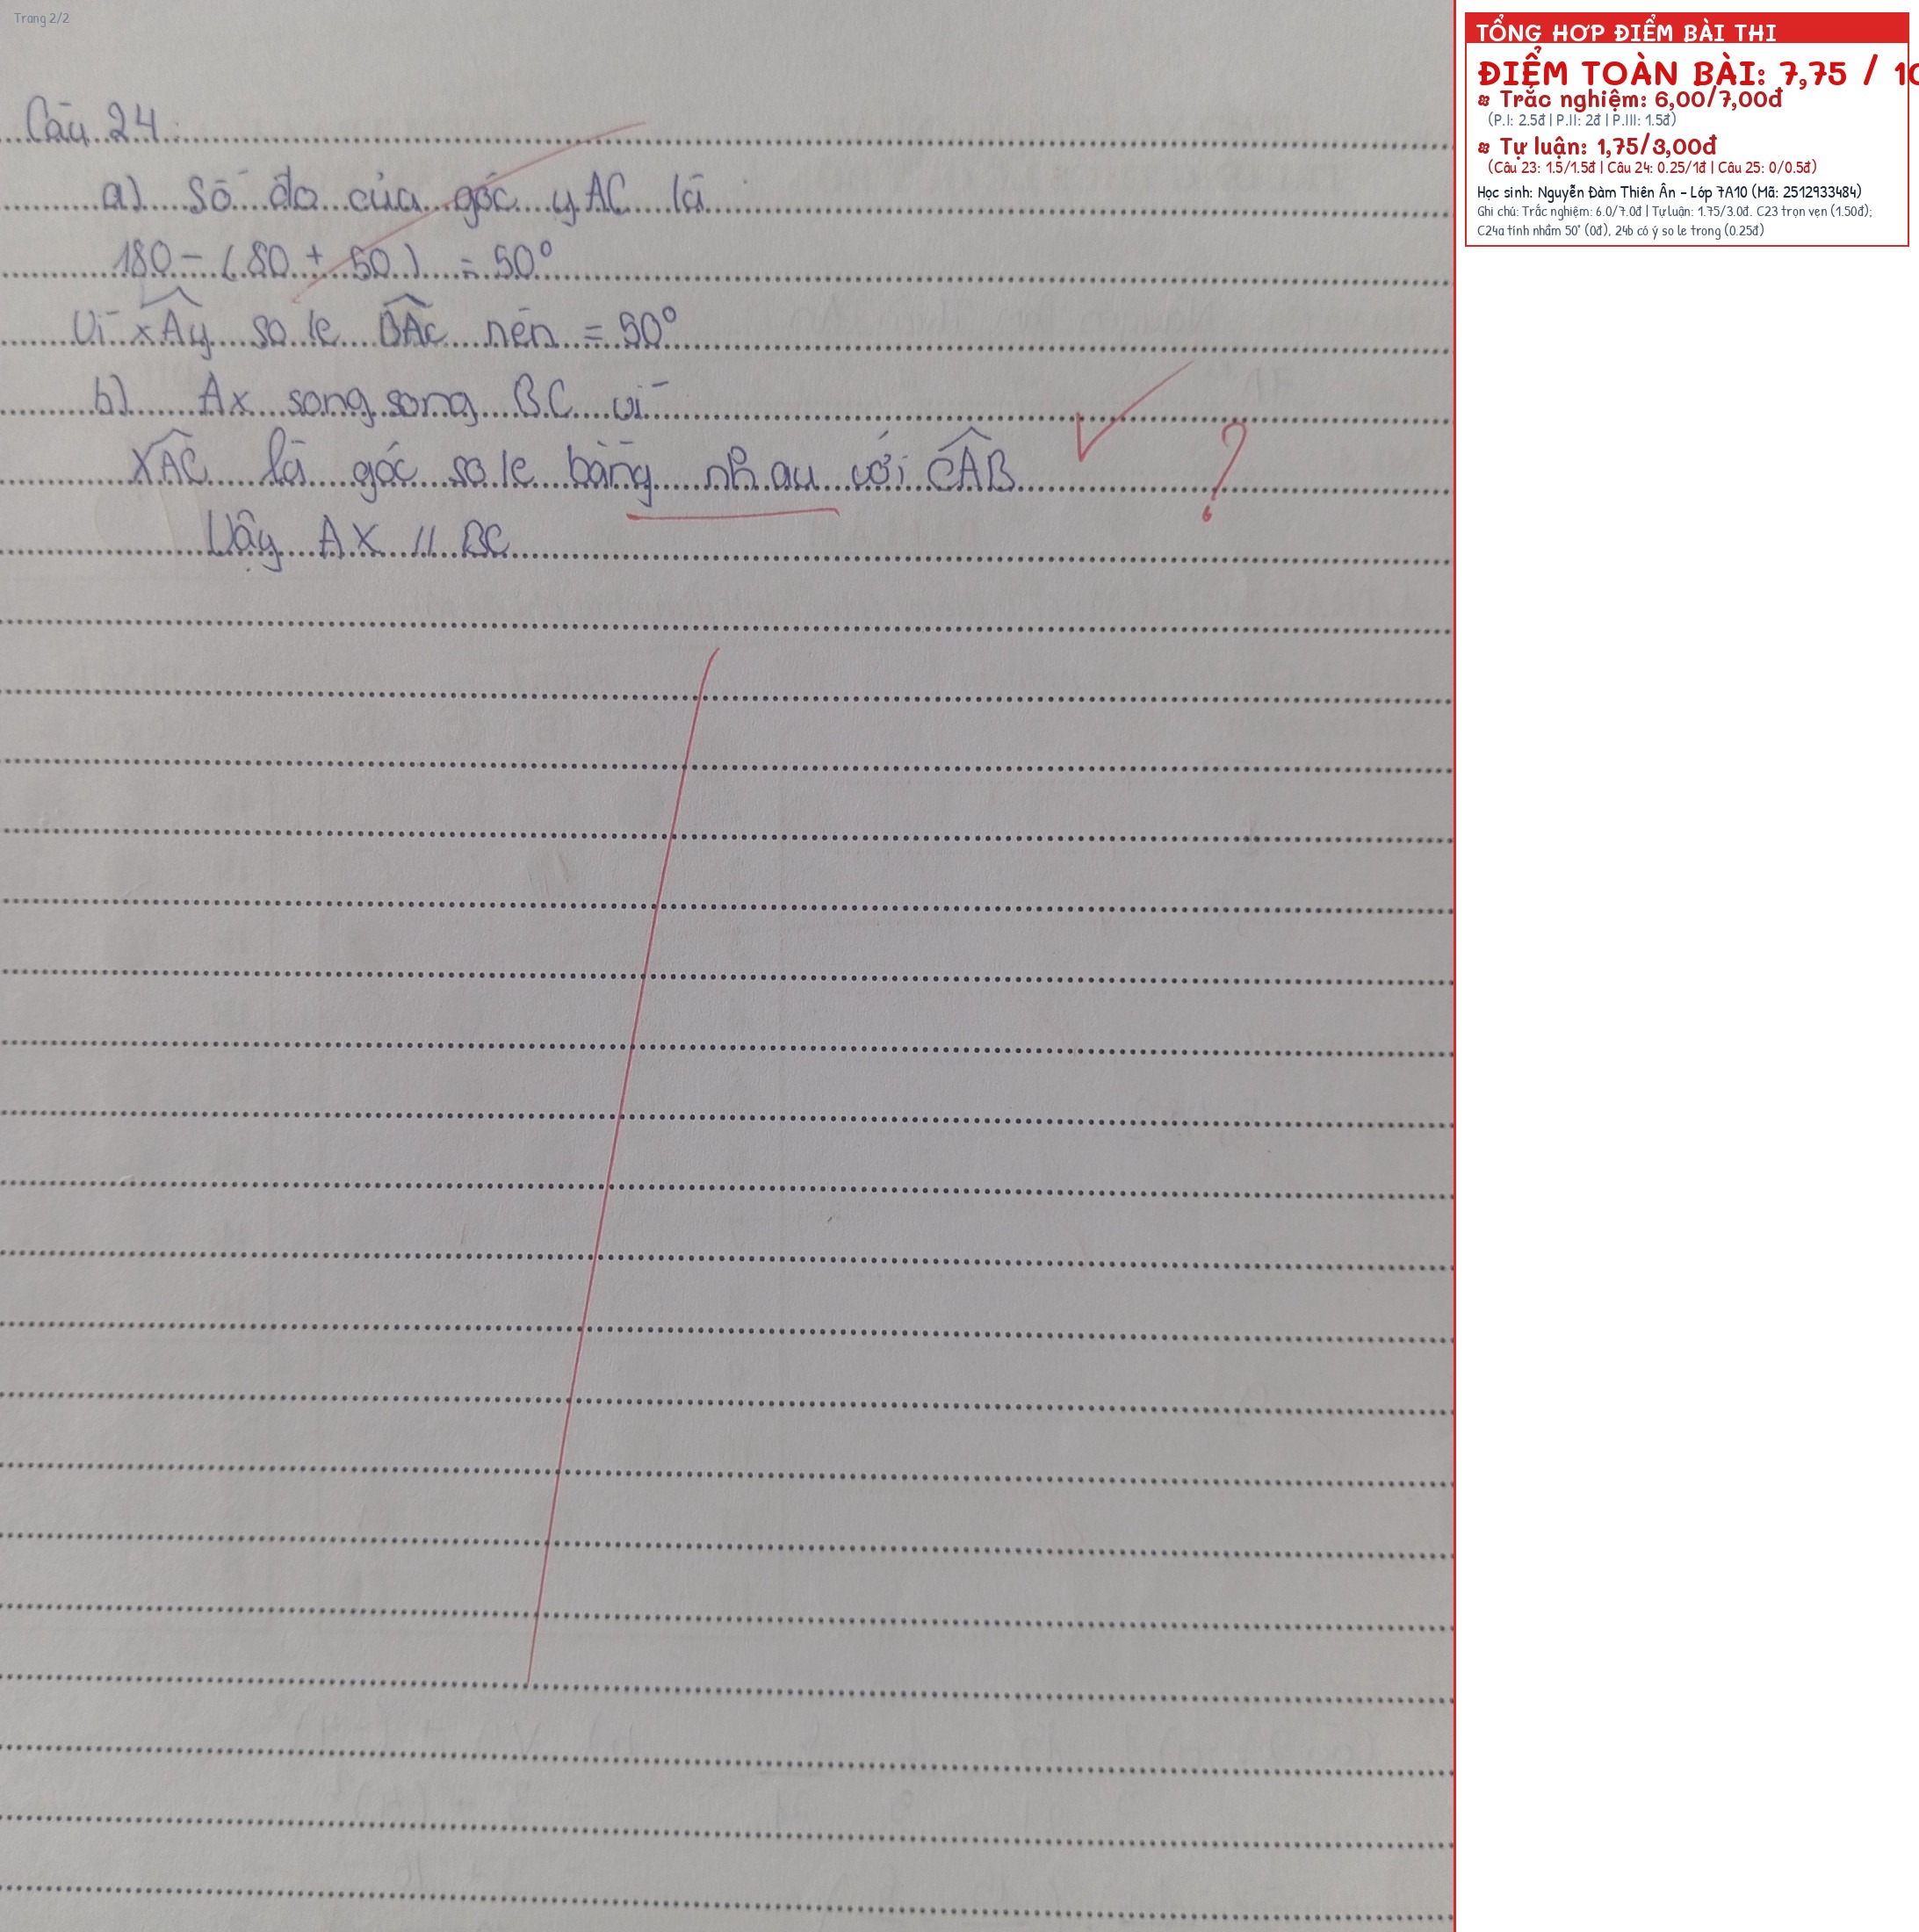 Trang 2/2
Câu 24:
a) Số đo của góc yAC là
180 - (80 + 50) = 50°
Vì xAy so le BAC nên = 50°
b) Ax song song BC vì
XAC là góc so le bằng nhau với CAB
?
Vậy AX // BC
TỔNG HỢP ĐIỂM BÀI THI
ĐIỂM TOÀN BÀI: 7,75 / 10
Trắc nghiệm: 6,00/7,00đ
(P.I: 2.5đ | P.II: 2đ | P.III: 1.5đ)
Tự luận: 1,75/3,00đ
(Câu 23: 1.5/1.5đ | Câu 24: 0.25/1đ | Câu 25: 0/0.5đ)
Học sinh: Nguyễn Đàm Thiên Ân - Lớp 7A10 (Mã: 2512933484)
Ghi chú: Trắc nghiệm: 6.0/7.0đ | Tự luận: 1.75/3.0đ. C23 trọn vẹn (1.50đ);
C24a tính nhầm 50° (0đ), 24b có ý so le trong (0.25đ)